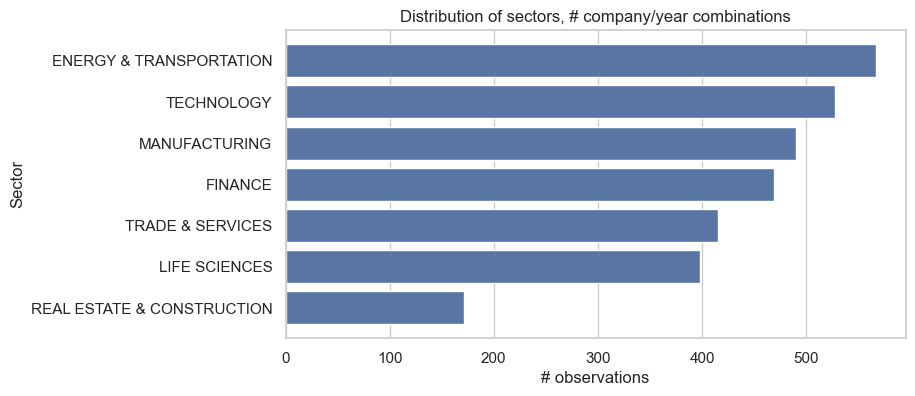 Distribution of sectors, # company/year combinations
Sector
ENERGY & TRANSPORTATION
TECHNOLOGY
MANUFACTURING
FINANCE
TRADE & SERVICES
LIFE SCIENCES
REAL ESTATE & CONSTRUCTION
0 100 200 300 400 500
# observations